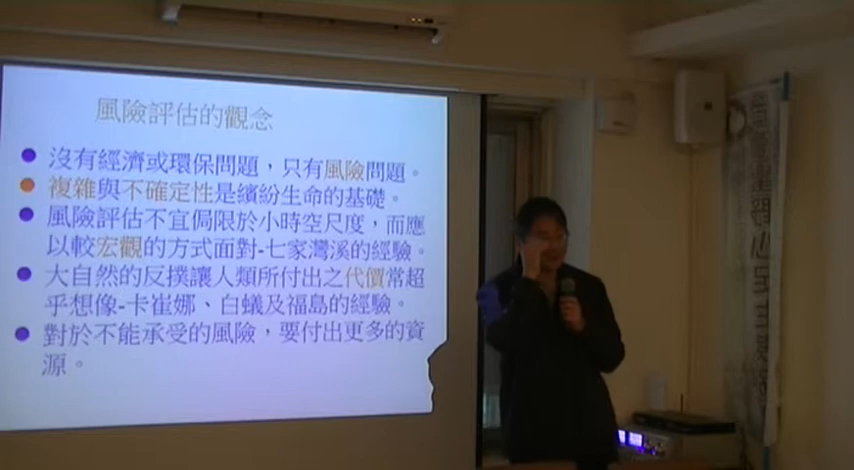 風險評估的觀念
沒有經濟或環保問題，只有風險問題。
複雜與不確定性是繽紛生命的基礎。
風險評估不宜侷限於小時空尺度，而應
以較宏觀的方式面對-七家灣溪的經驗。
大自然的反撲讓人類所付出之代價常超
乎想像-卡崔娜、白蟻及福島的經驗。
對於不能承受的風險，要付出更多的資
源。